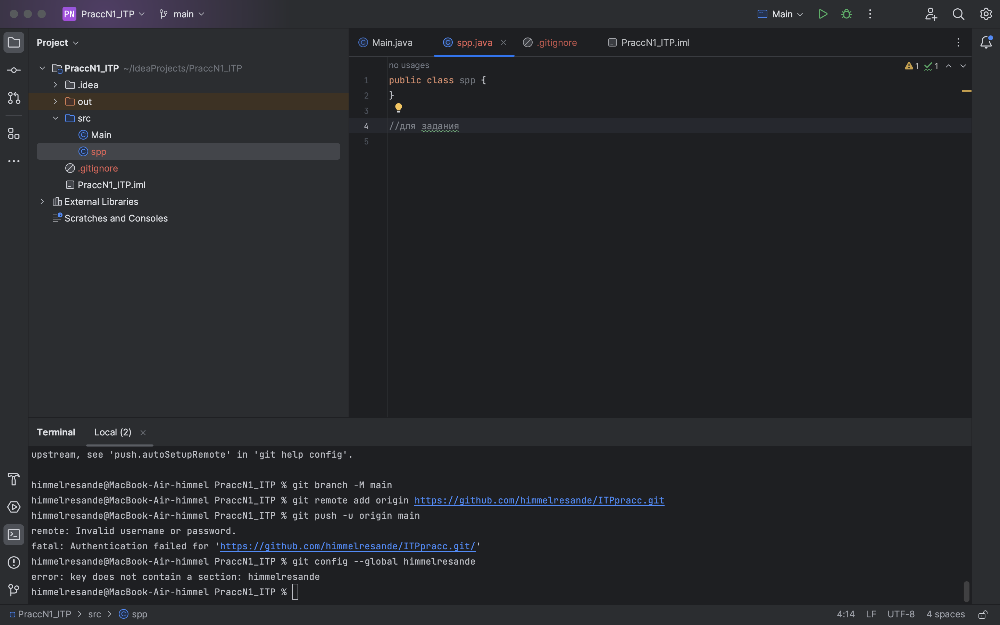 PN PraccN1_ITP main Main
Project
Main.java spp.java .gitignore PraccN1_ITP.iml
PraccN1_ITP ~/IdeaProjects/PraccN1_ITP
.idea
out
src
Main
spp
.gitignore
PraccN1_ITP.iml
External Libraries
Scratches and Consoles
no usages
1 1
1 public class spp {
2 }
3
4 //для задания
5
Terminal Local (2)
upstream, see 'push.autoSetupRemote' in 'git help config'.
himmelresande@MacBook-Air-himmel PraccN1_ITP % git branch -M main
himmelresande@MacBook-Air-himmel PraccN1_ITP % git remote add origin https://github.com/himmelresande/ITPpracc.git
himmelresande@MacBook-Air-himmel PraccN1_ITP % git push -u origin main
remote: Invalid username or password.
fatal: Authentication failed for 'https://github.com/himmelresande/ITPpracc.git/'
himmelresande@MacBook-Air-himmel PraccN1_ITP % git config --global himmelresande
error: key does not contain a section: himmelresande
himmelresande@MacBook-Air-himmel PraccN1_ITP %
PraccN1_ITP > src > spp 4:14 LF UTF-8 4 spaces